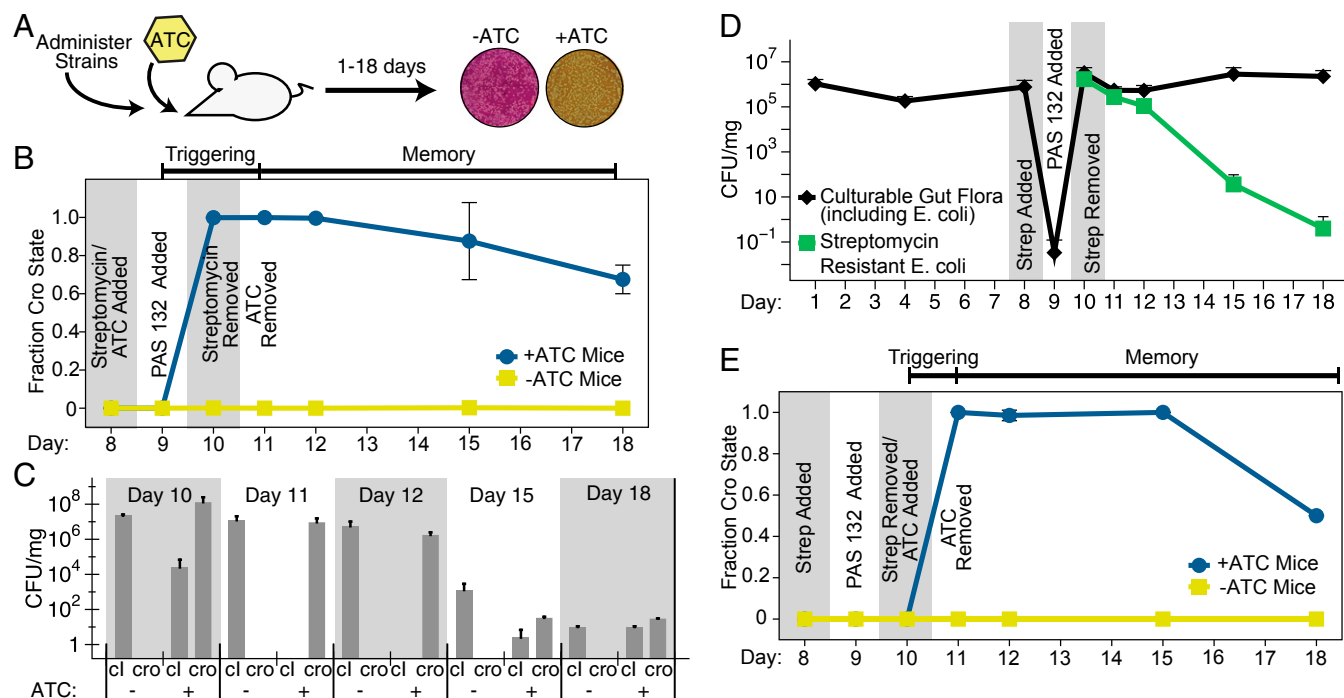 A
Administer
Strains
ATC
1-18 days
-ATC
+ATC
B
Triggering
Memory
Fraction Cro State
1.0
0.8
0.6
0.4
0.2
0
Streptomycin/
ATC Added
PAS 132 Added
Streptomycin
Removed
ATC
Removed
+ATC Mice
-ATC Mice
Day:
8 9 10 11 12 13 14 15 16 17 18
C
CFU/mg
10^8
10^6
10^4
10^2
1
Day 10
Day 11
Day 12
Day 15
Day 18
cI cro cI cro cI cro cI cro cI cro cI cro cI cro cI cro cI cro cI cro
ATC: - + - + - + - + - +
D
CFU/mg
10^7
10^5
10^3
10
10^-1
Strep Added
PAS 132 Added
Strep Removed
Culturable Gut Flora
(including E. coli)
Streptomycin
Resistant E. coli
Day: 1 2 3 4 5 6 7 8 9 10 11 12 13 14 15 16 17 18
E
Triggering
Memory
Fraction Cro State
1.0
0.8
0.6
0.4
0.2
0
Strep Added
PAS 132 Added
Strep Removed/
ATC Added
ATC
Removed
+ATC Mice
-ATC Mice
Day:
8 9 10 11 12 13 14 15 16 17 18